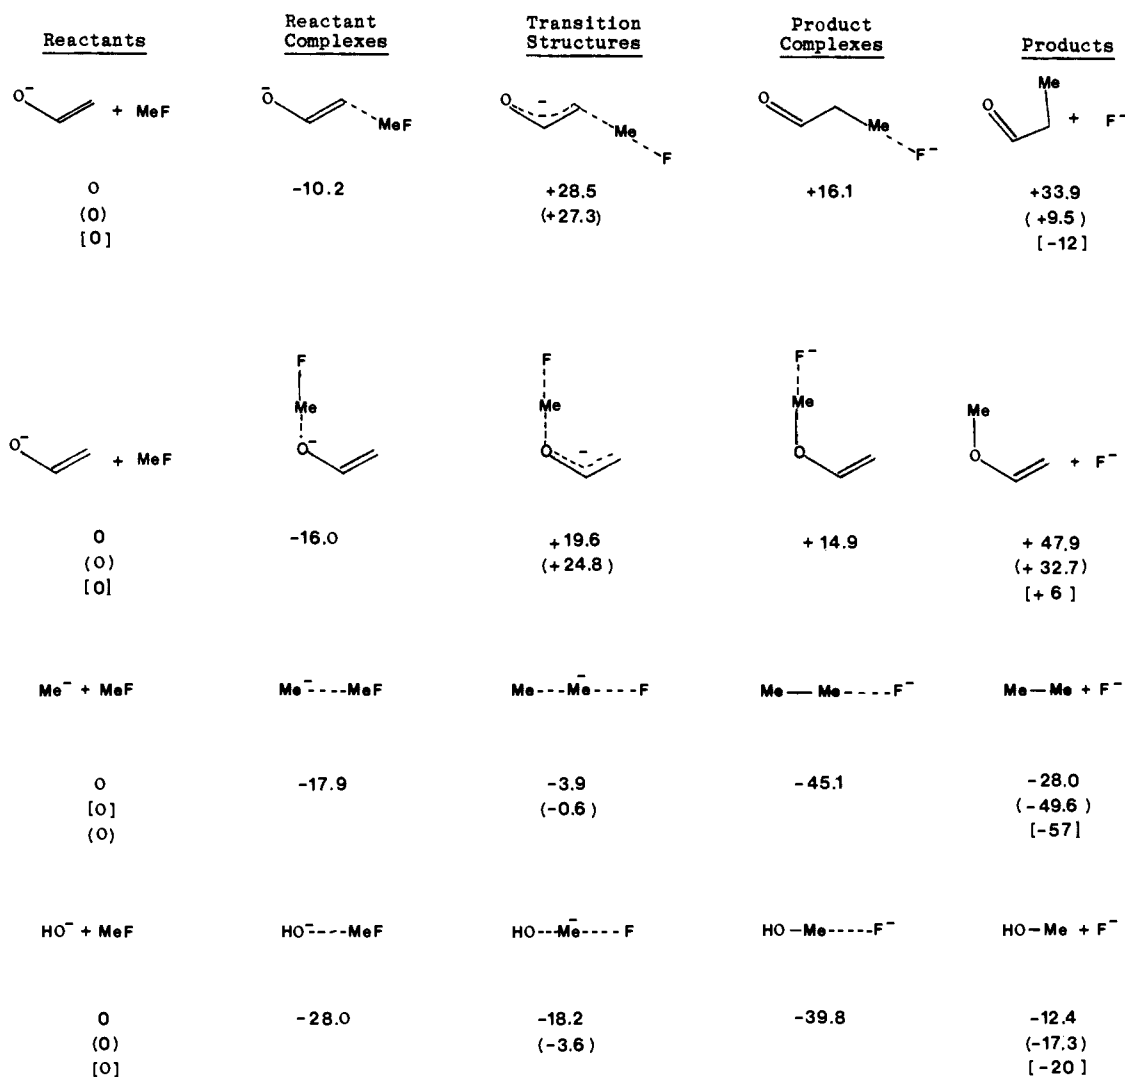 Reactants
Reactant Complexes
Transition Structures
Product Complexes
Products
O⁻ + MeF
Ō MeF
O - Me F
O Me F⁻
O Me + F⁻
0 -10.2 +28.5 +16.1 +33.9
(0) (+27.3) (+9.5)
[0] [-12]
F F F⁻
Me Me Me Me
O⁻ + MeF O⁻ O - O O + F⁻
0 -16.0 +19.6 +14.9 +47.9
(0) (+24.8) (+32.7)
[0] [+6]
Me⁻ + MeF Me⁻----MeF Me---Me⁻----F Me—Me----F⁻ Me—Me + F⁻
0 -17.9 -3.9 -45.1 -28.0
[0] (-0.6) (-49.6)
(0) [-57]
HO⁻ + MeF HO⁻----MeF HO---Me⁻----F HO—Me-----F⁻ HO—Me + F⁻
0 -28.0 -18.2 -39.8 -12.4
(0) (-3.6) (-17.3)
[0] [-20]